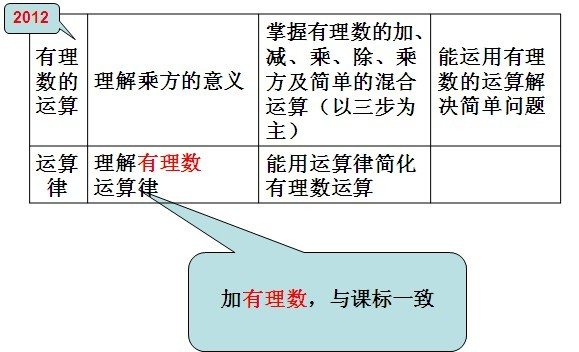 2012
有理
数的
运算
理解乘方的意义
掌握有理数的加、
减、乘、除、乘
方及简单的混合
运算（以三步为
主）
能运用有理
数的运算解
决简单问题
运算
律
理解有理数
运算律
能用运算律简化
有理数运算
加有理数，与课标一致